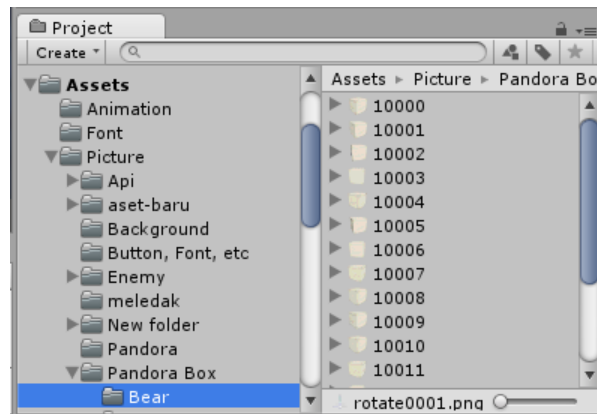 Project
Create
Assets
Animation
Font
Picture
Api
aset-baru
Background
Button, Font, etc
Enemy
meledak
New folder
Pandora
Pandora Box
Bear
Assets ▸ Picture ▸ Pandora Bo
10000
10001
10002
10003
10004
10005
10006
10007
10008
10009
10010
10011
rotate0001.png